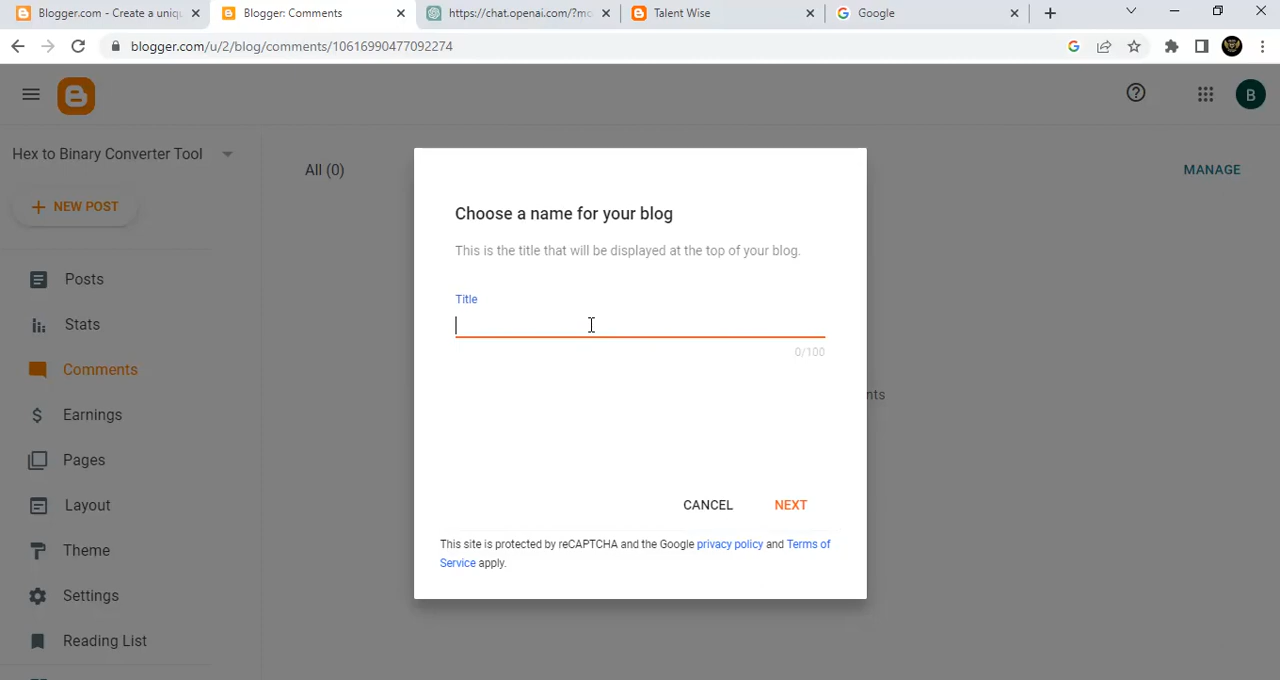 Blogger.com - Create a uniqu
Blogger: Comments
https://chat.openai.com/?mo
Talent Wise
Google
blogger.com/u/2/blog/comments/10616990477092274
B
Hex to Binary Converter Tool
All (0)
MANAGE
NEW POST
Choose a name for your blog
This is the title that will be displayed at the top of your blog.
Posts
Title
Stats
0/100
Comments
nts
Earnings
Pages
Layout
CANCEL
NEXT
This site is protected by reCAPTCHA and the Google privacy policy and Terms of
Service apply.
Theme
Settings
Reading List